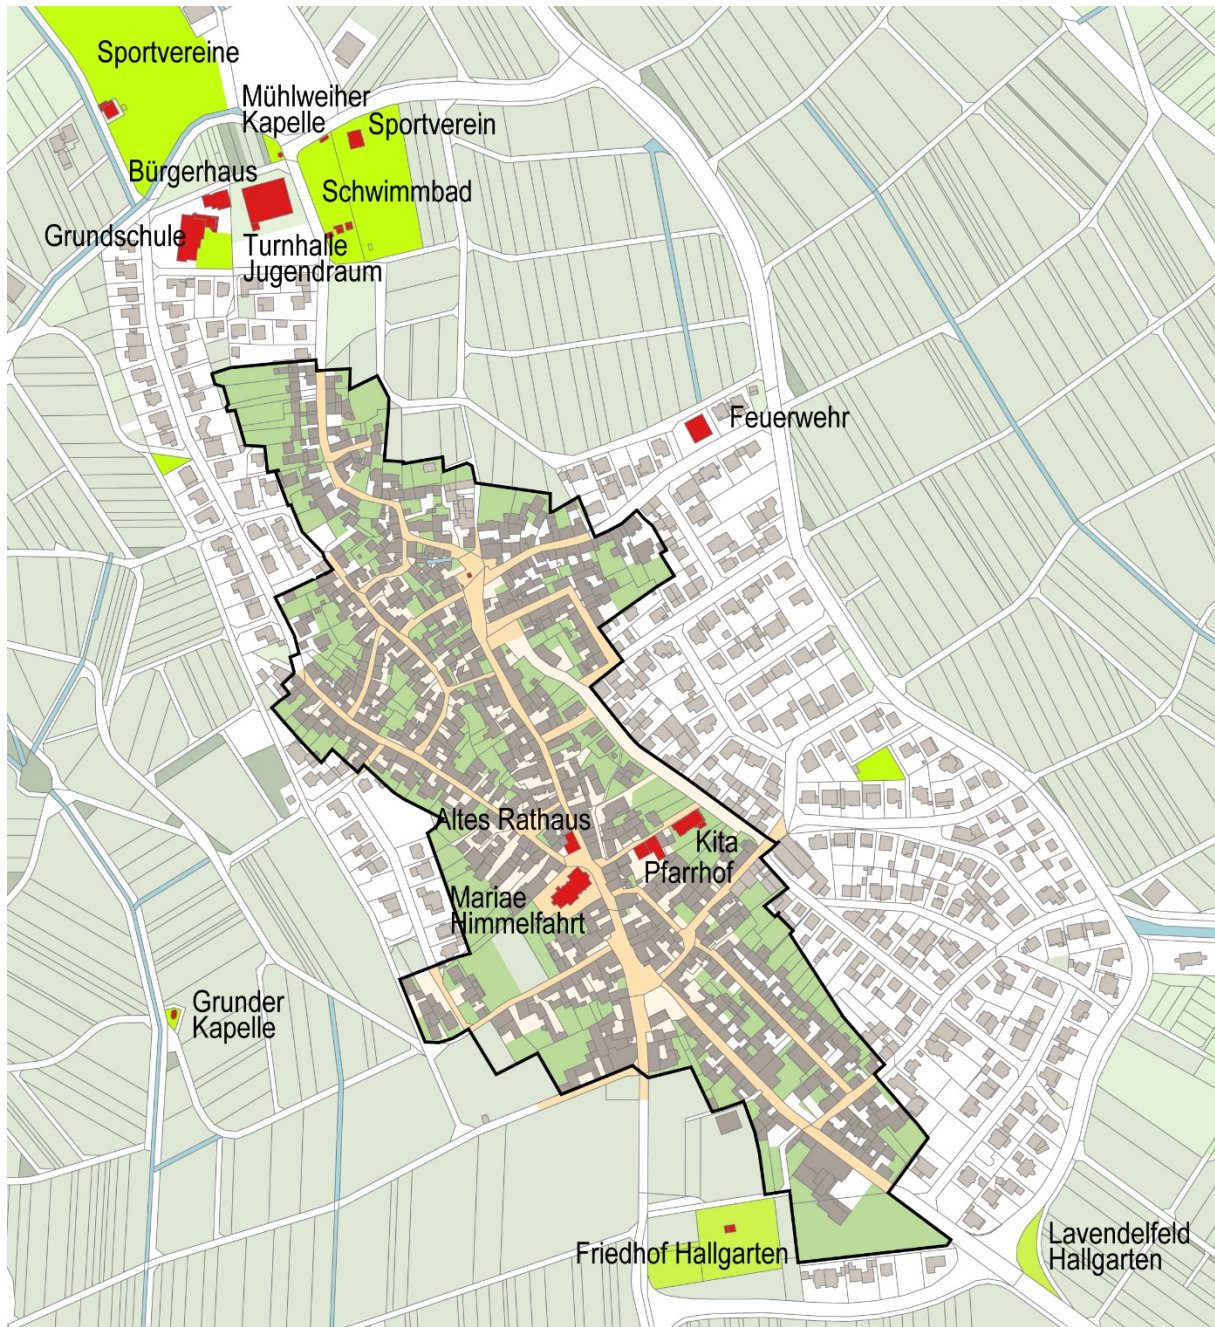 Sportvereine
Mühlweiher
Kapelle
Sportverein
Bürgerhaus
Schwimmbad
Grundschule
Turnhalle
Jugendraum
Feuerwehr
Altes Rathaus
Kita
Pfarrhof
Mariae
Himmelfahrt
Grunder
Kapelle
Friedhof Hallgarten
Lavendelfeld
Hallgarten